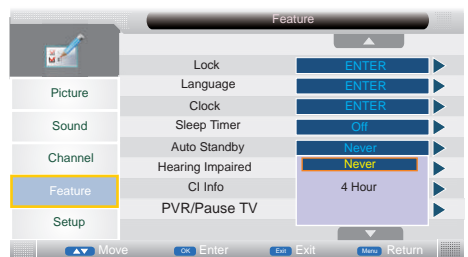 Feature
Lock ENTER
Picture
Language ENTER
Clock ENTER
Sound
Sleep Timer Off
Channel
Auto Standby Never
Hearing Impaired Never
Feature
CI Info 4 Hour
PVR/Pause TV
Setup
Move OK Enter Exit Exit Menu Return